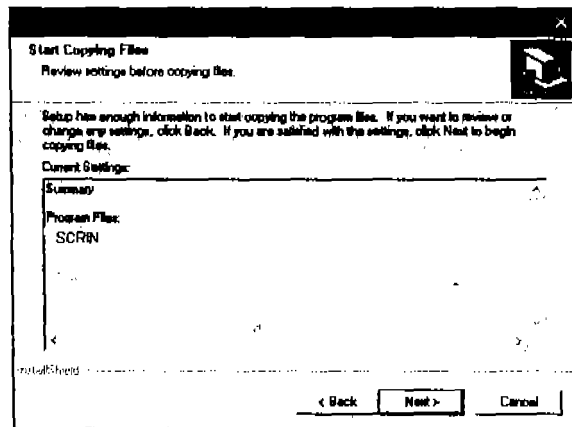 Start Copying Files
Review settings before copying files.
Setup has enough information to start copying the program files. If you want to review or
change any settings, click Back. If you are satisfied with the settings, click Next to begin
copying files.
Current Settings:
Summary
Program Files:
SCRIN
InstallShield
< Back
Next >
Cancel